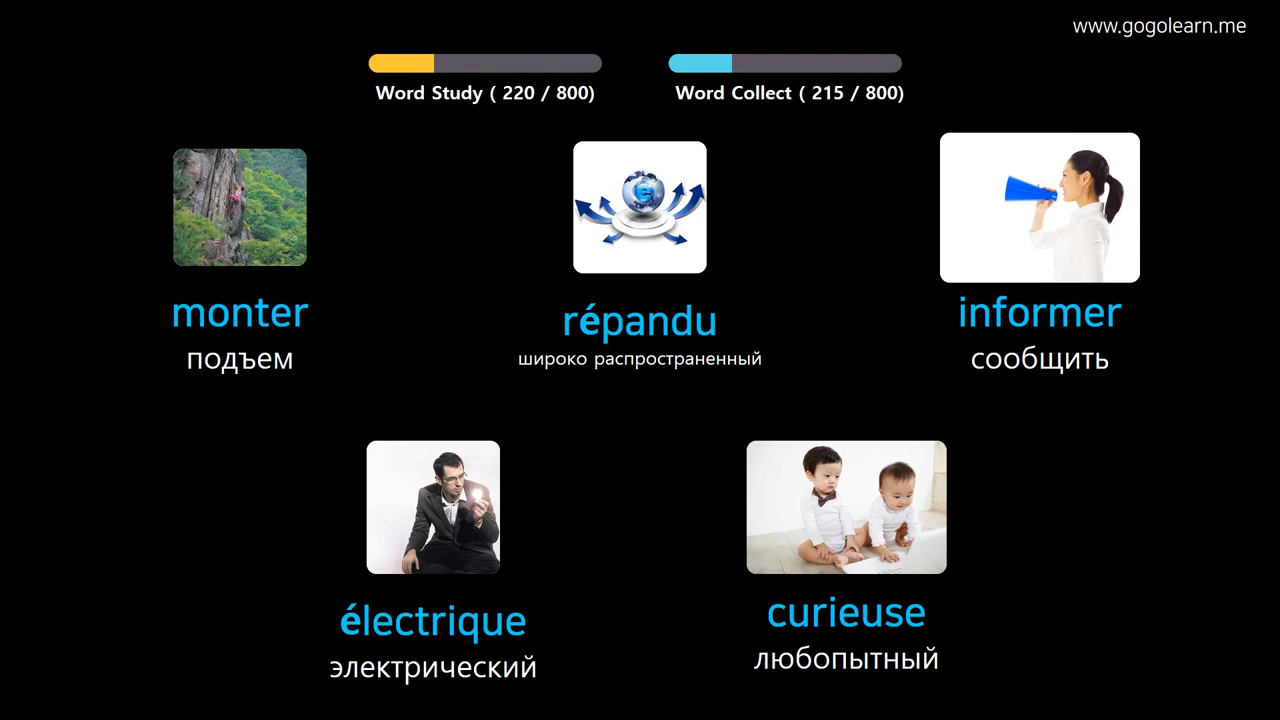 www.gogolearn.me
Word Study ( 220 / 800)
Word Collect ( 215 / 800)
monter
подъем
répandu
широко распространенный
informer
сообщить
électrique
электрический
curieuse
любопытный